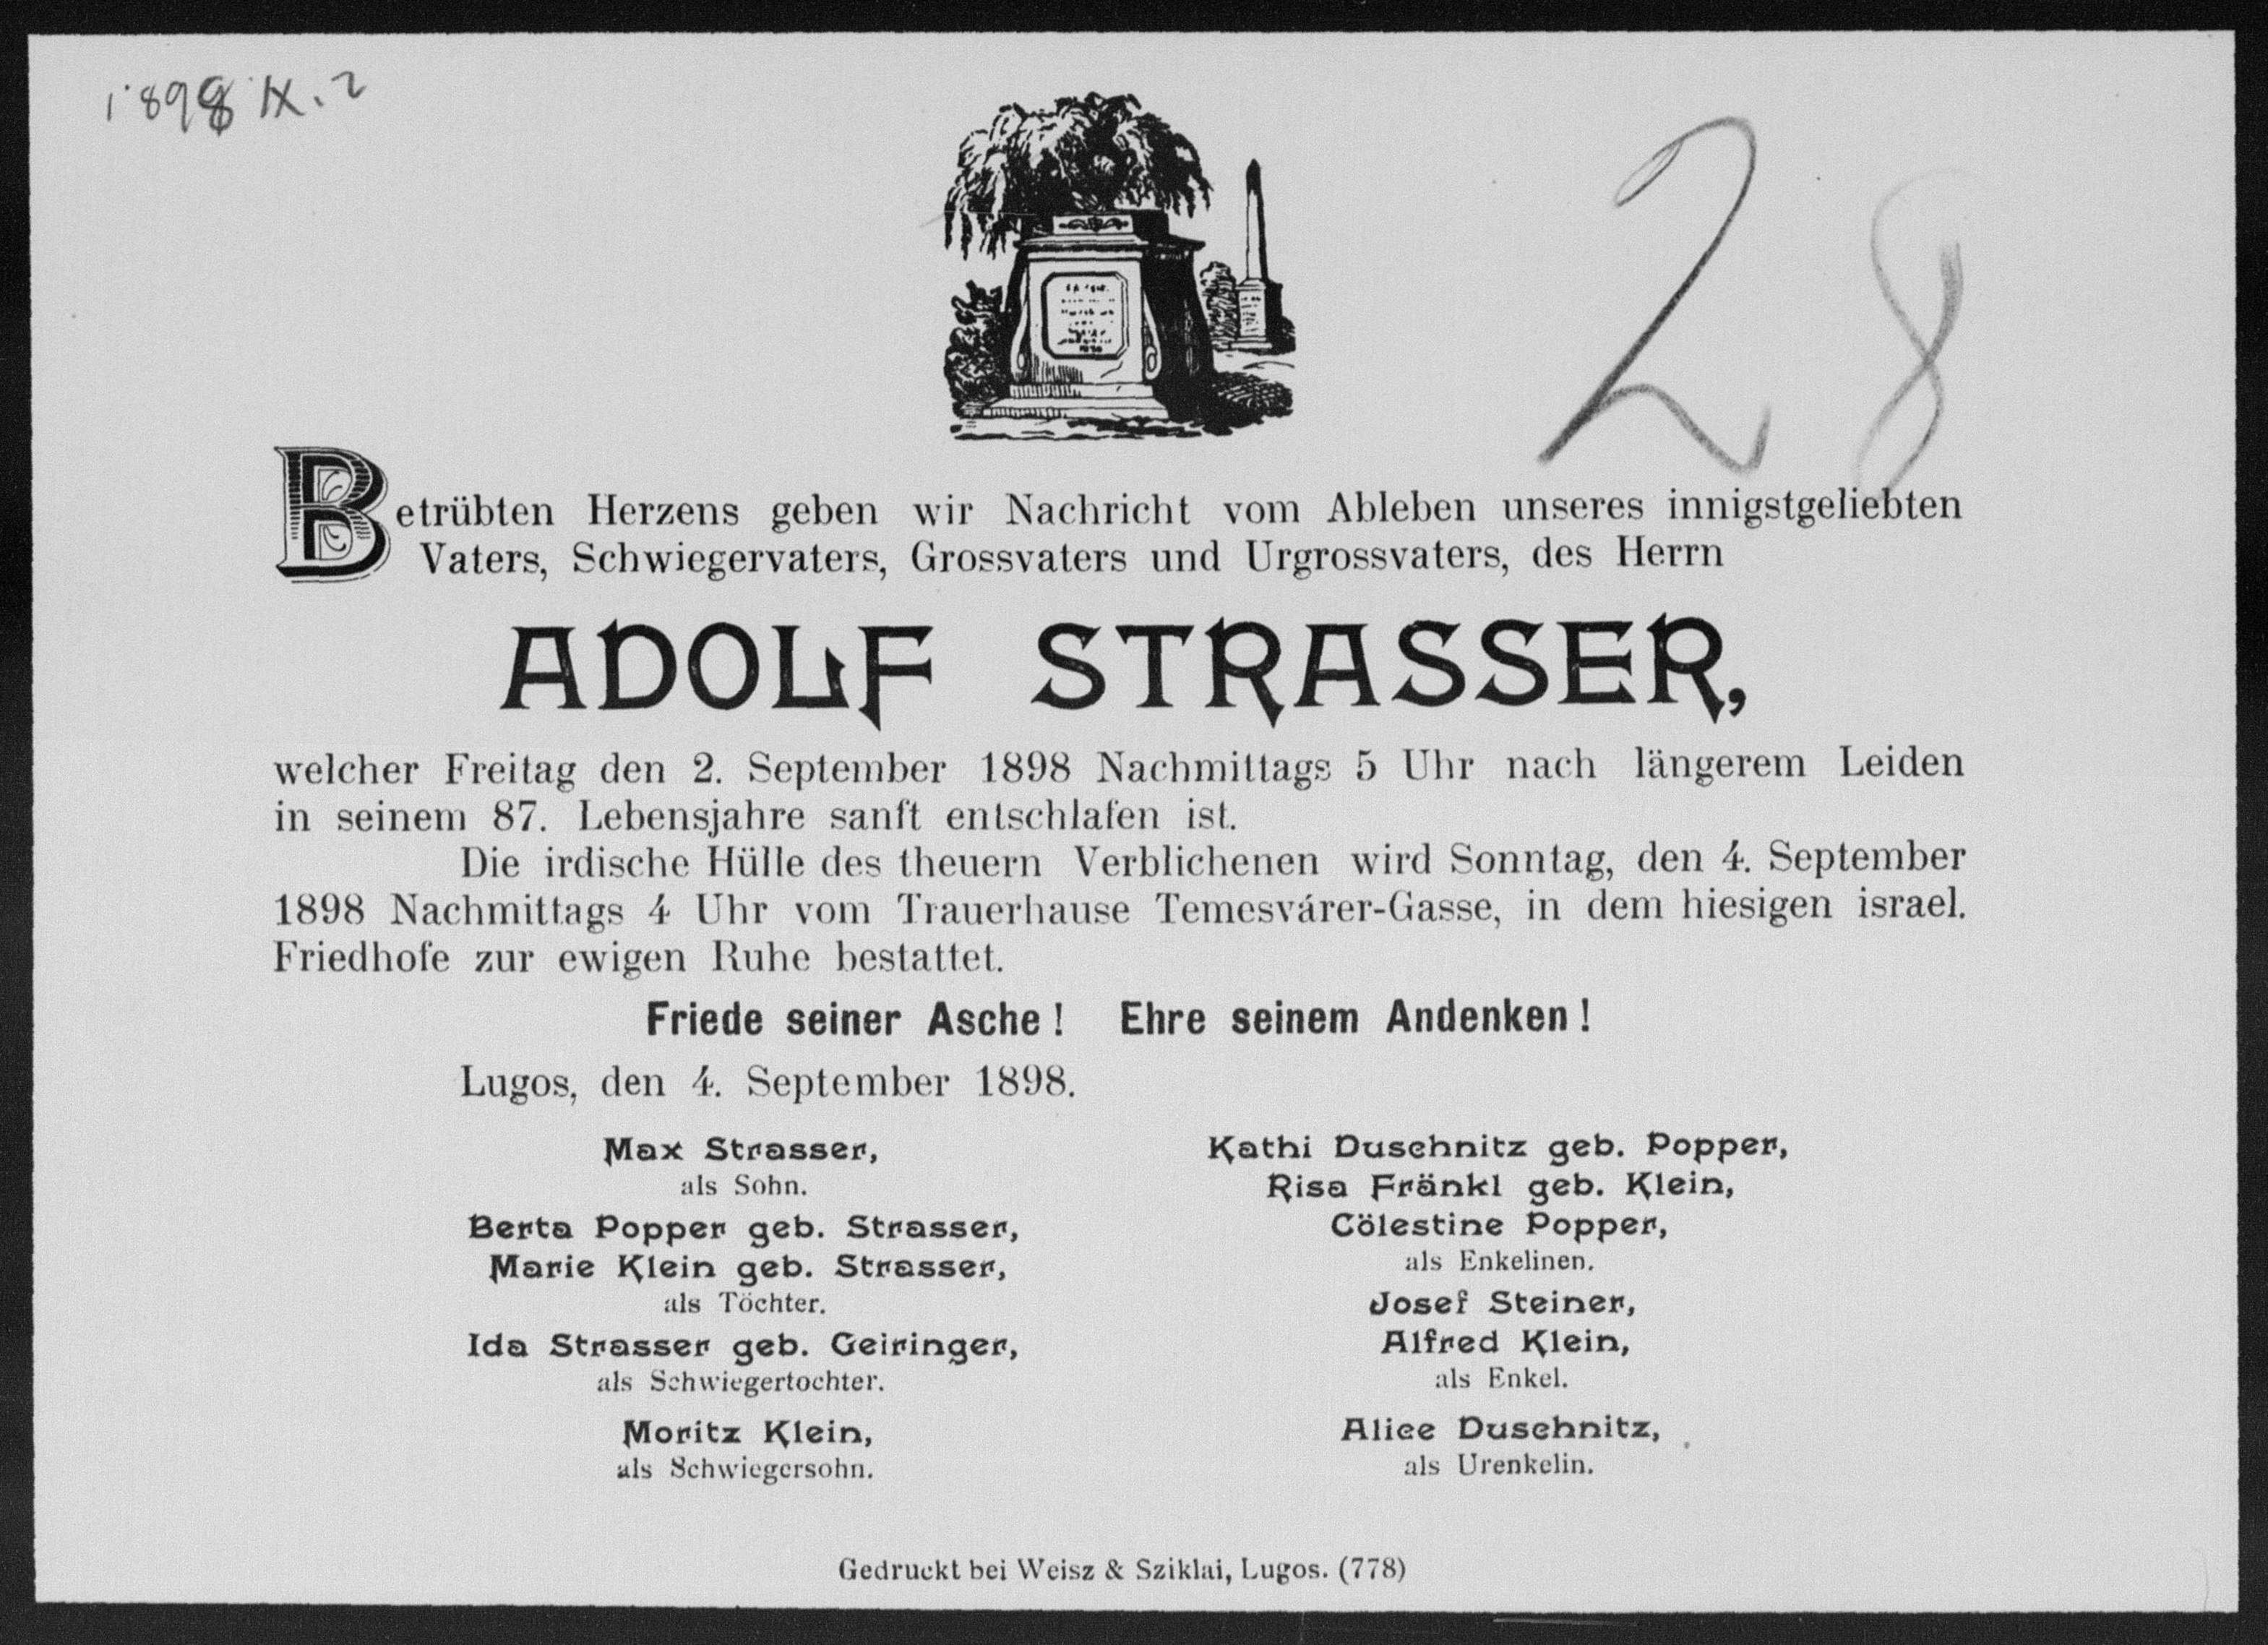 1898 IX. 2
28
Betrübten Herzens geben wir Nachricht vom Ableben unseres innigstgeliebten
Vaters, Schwiegervaters, Grossvaters und Urgrossvaters, des Herrn
ADOLF STRASSER,
welcher Freitag den 2. September 1898 Nachmittags 5 Uhr nach längerem Leiden
in seinem 87. Lebensjahre sanft entschlafen ist.
Die irdische Hülle des theuern Verblichenen wird Sonntag, den 4. September
1898 Nachmittags 4 Uhr vom Trauerhause Temesvárer-Gasse, in dem hiesigen israel.
Friedhofe zur ewigen Ruhe bestattet.
Friede seiner Asche! Ehre seinem Andenken!
Lugos, den 4. September 1898.
Max Strasser,
als Sohn.
Berta Popper geb. Strasser,
Marie Klein geb. Strasser,
als Töchter.
Ida Strasser geb. Geiringer,
als Schwiegertochter.
Moritz Klein,
als Schwiegersohn.
Kathi Duschnitz geb. Popper,
Risa Fränkl geb. Klein,
Cölestine Popper,
als Enkelinen.
Josef Steiner,
Alfred Klein,
als Enkel.
Alice Duschnitz,
als Urenkelin.
Gedruckt bei Weisz & Sziklai, Lugos. (778)